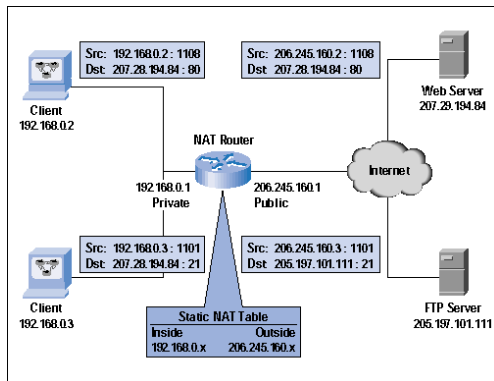 Src: 192.168.0.2 : 1108
Dst: 207.28.194.84 : 80
Src: 206.245.160.2 : 1108
Dst: 207.28.194.84 : 80
Client
192.168.0.2
Web Server
207.29.194.84
NAT Router
Internet
192.168.0.1
Private
206.245.160.1
Public
Src: 192.168.0.3 : 1101
Dst: 207.28.194.84 : 21
Src: 206.245.160.3 : 1101
Dst: 205.197.101.111 : 21
Client
192.168.0.3
Static NAT Table
Inside Outside
192.168.0.x 206.245.160.x
FTP Server
205.197.101.111